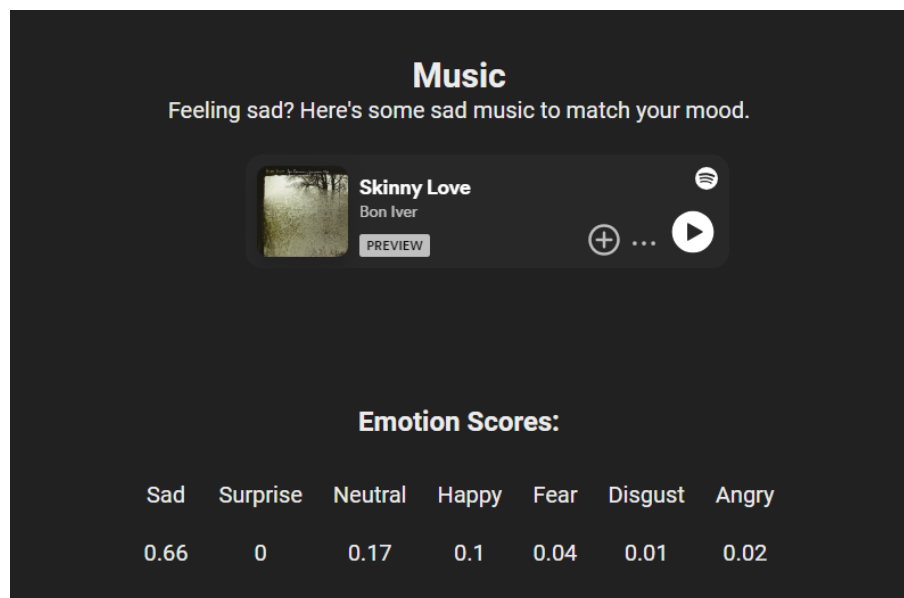 Music
Feeling sad? Here's some sad music to match your mood.
Skinny Love
Bon Iver
PREVIEW
Emotion Scores:
Sad Surprise Neutral Happy Fear Disgust Angry
0.66 0 0.17 0.1 0.04 0.01 0.02